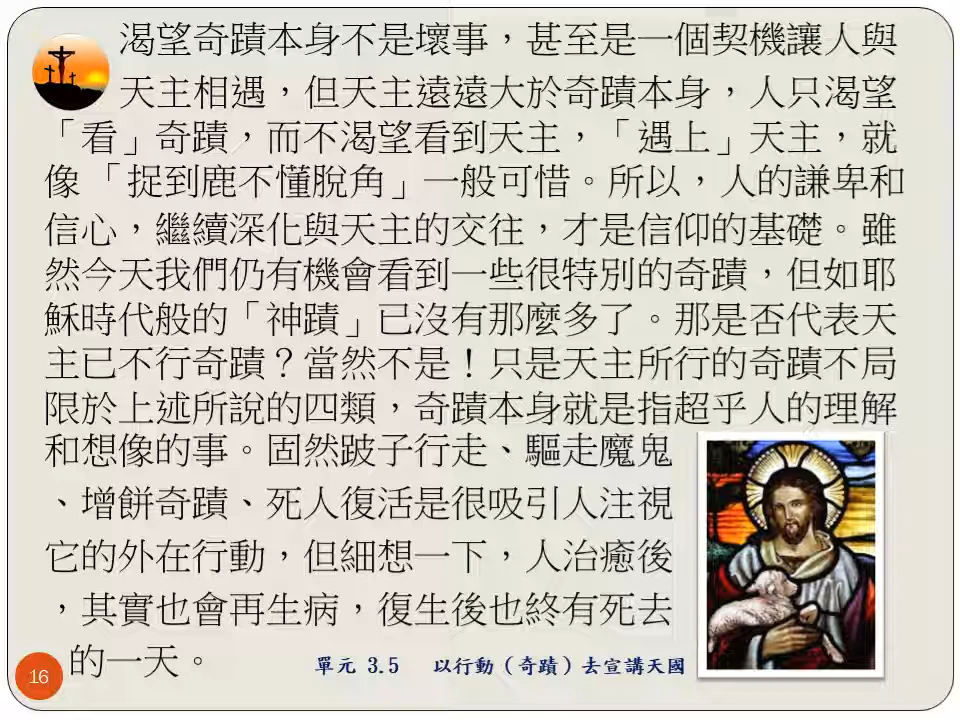 渴望奇蹟本身不是壞事，甚至是一個契機讓人與
天主相遇，但天主遠遠大於奇蹟本身，人只渴望
「看」奇蹟，而不渴望看到天主，「遇上」天主，就
像「捉到鹿不懂脫角」一般可惜。所以，人的謙卑和
信心，繼續深化與天主的交往，才是信仰的基礎。雖
然今天我們仍有機會看到一些很特別的奇蹟，但如耶
穌時代般的「神蹟」已沒有那麼多了。那是否代表天
主已不行奇蹟？當然不是！只是天主所行的奇蹟不局
限於上述所說的四類，奇蹟本身就是指超乎人的理解
和想像的事。固然跛子行走、驅走魔鬼
、增餅奇蹟、死人復活是很吸引人注視
它的外在行動，但細想一下，人治癒後
，其實也會再生病，復生後也終有死去
的一天。
單元 3.5 以行動（奇蹟）去宣講天國
16